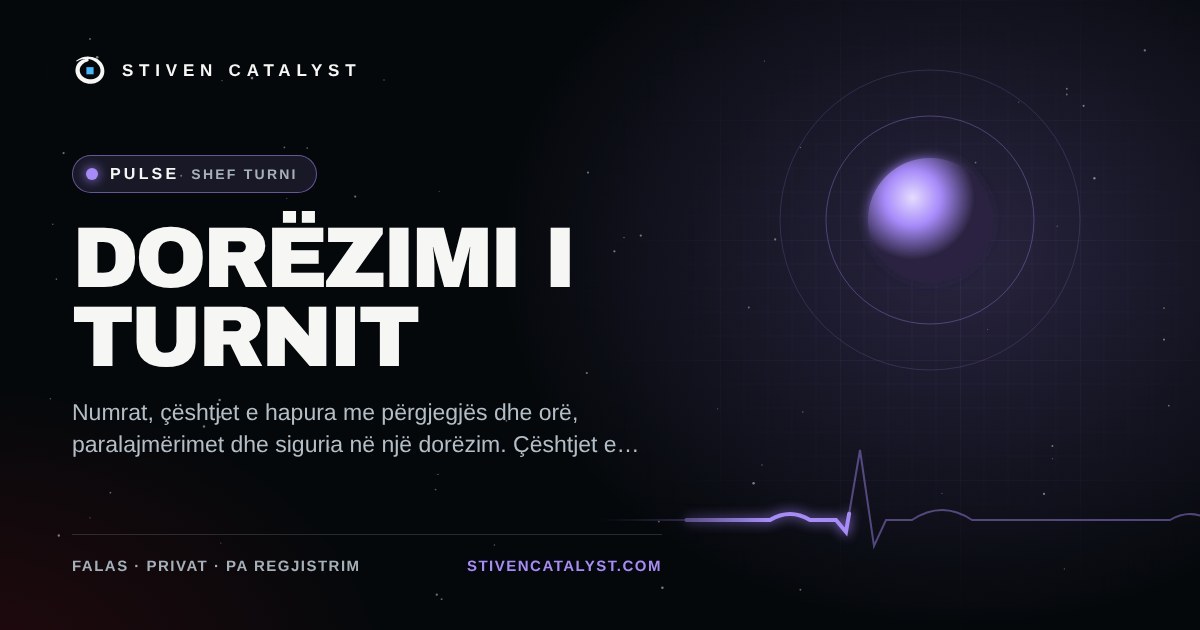 STIVEN CATALYST
PULSE · SHEF TURNI
DORËZIMI I
TURNIT
Numrat, çështjet e hapura me përgjegjës dhe orë,
paralajmërimet dhe siguria në një dorëzim. Çështjet e…
FALAS · PRIVAT · PA REGJISTRIM
STIVENCATALYST.COM